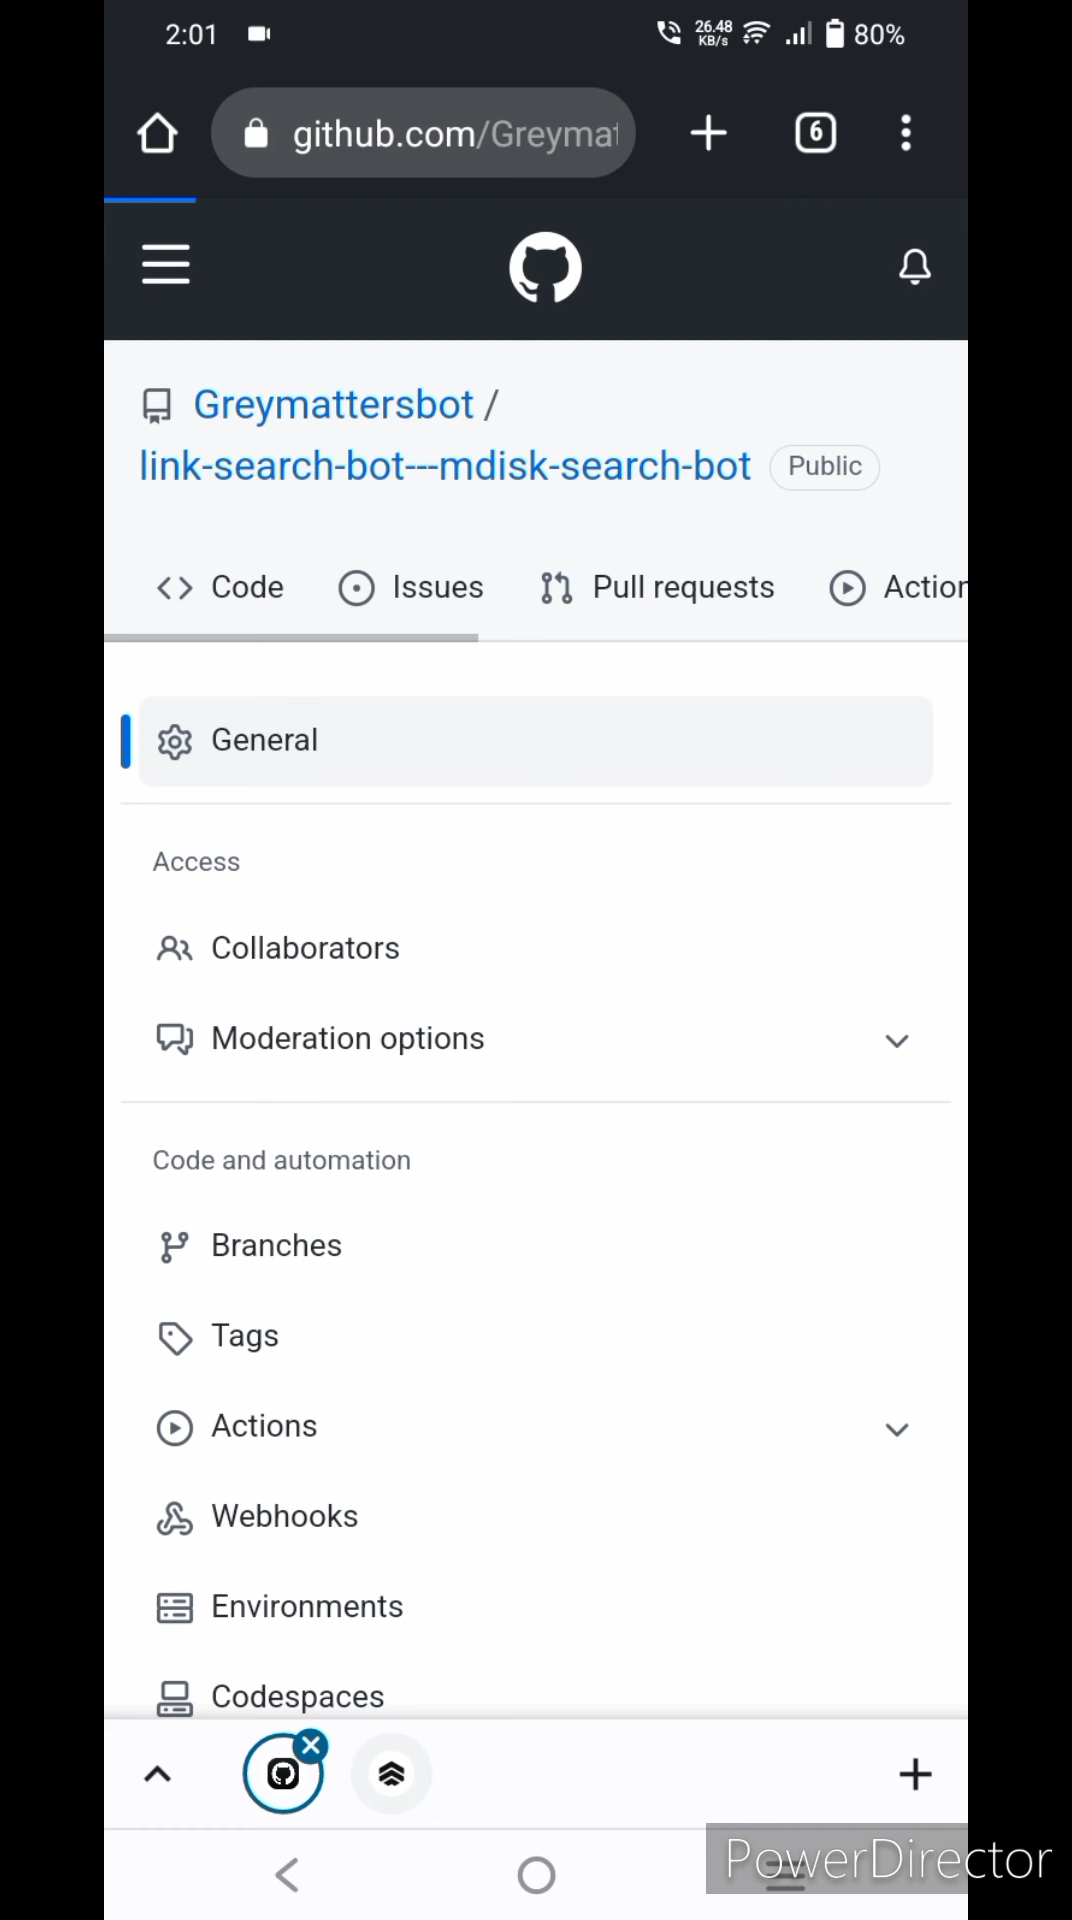 2:01 26.48 KB/s 80%
github.com/Greymat
6
Greymattersbot /
link-search-bot---mdisk-search-bot Public
Code Issues Pull requests Action
General
Access
Collaborators
Moderation options
Code and automation
Branches
Tags
Actions
Webhooks
Environments
Codespaces
PowerDirector